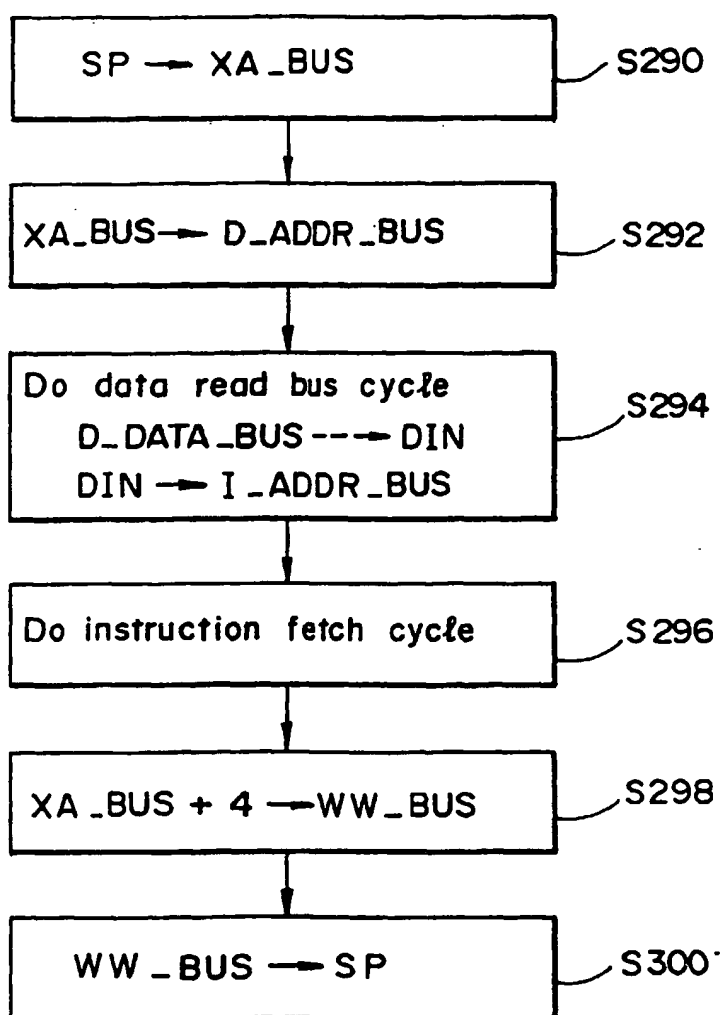 SP → XA_BUS
S290
XA_BUS → D_ADDR_BUS
S292
Do data read bus cycle
D_DATA_BUS ---→ DIN
DIN → I_ADDR_BUS
S294
Do instruction fetch cycle
S296
XA_BUS + 4 → WW_BUS
S298
WW_BUS → SP
S300